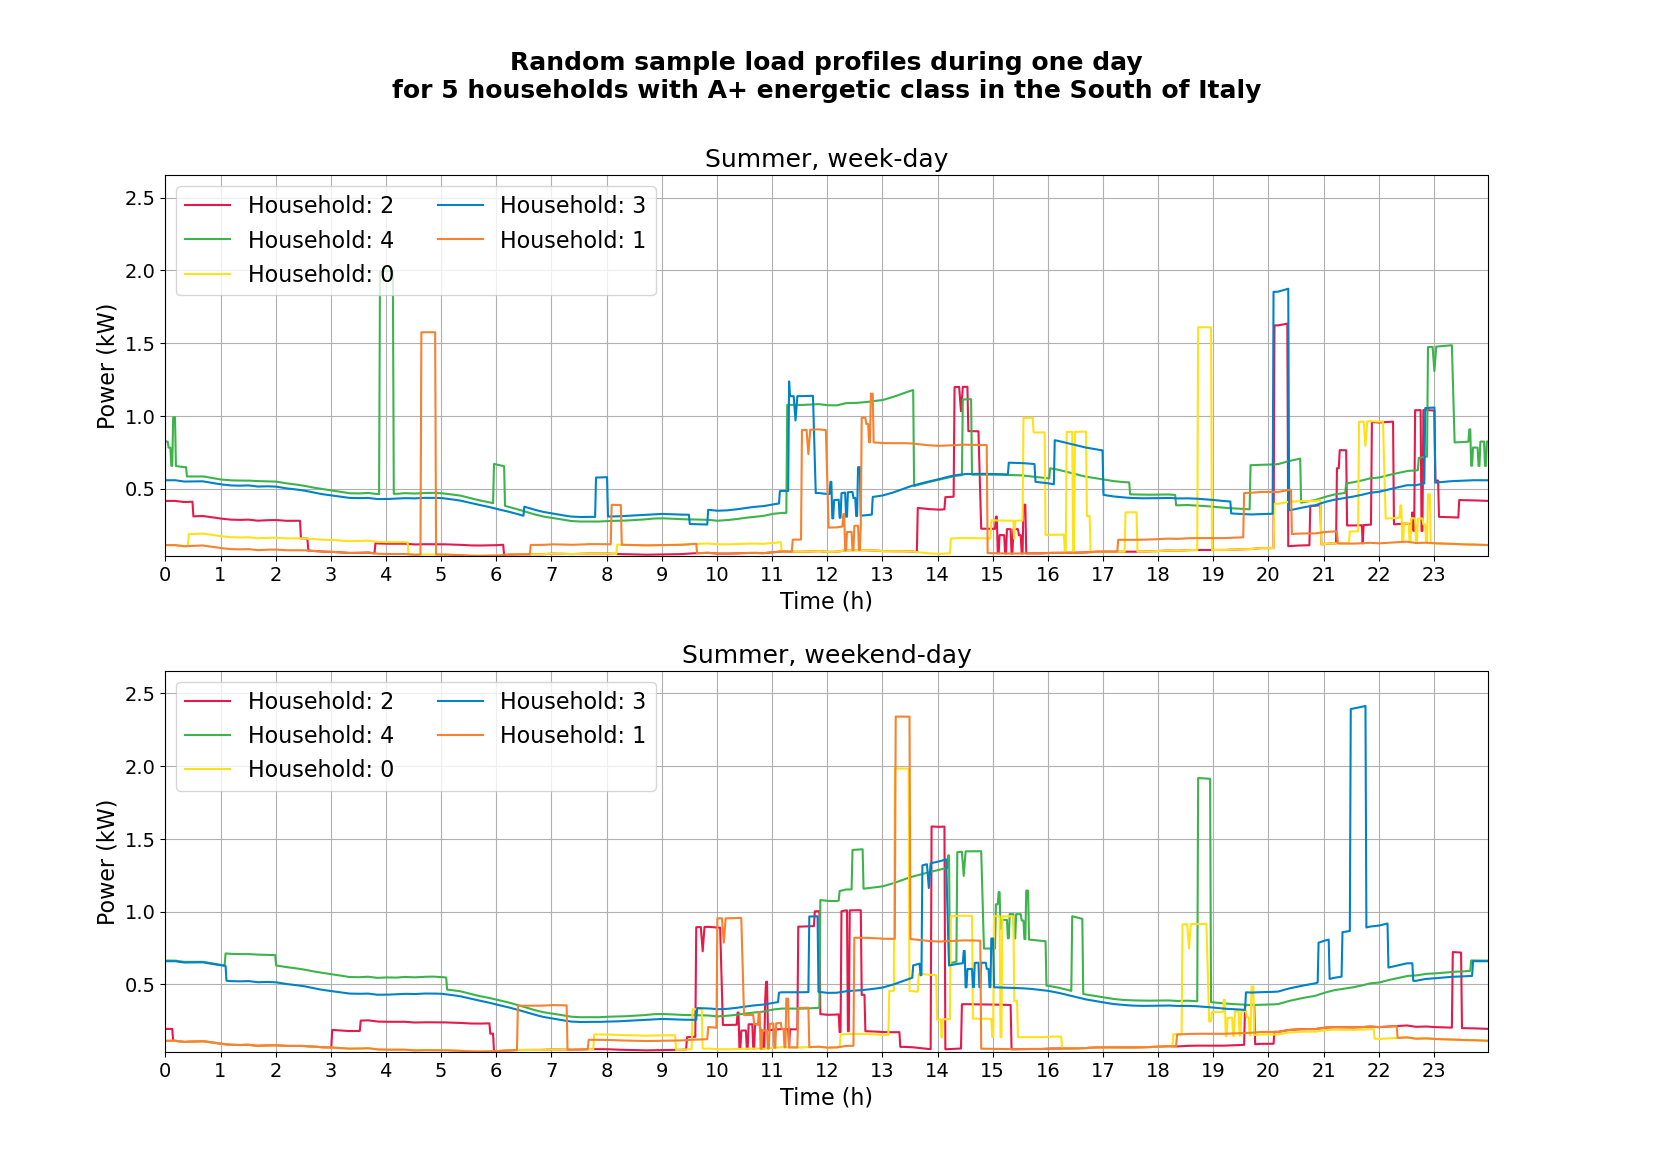 Random sample load profiles during one day
for 5 households with A+ energetic class in the South of Italy
Summer, week-day
Household: 2
Household: 4
Household: 0
Household: 3
Household: 1
2.5
2.0
1.5
1.0
0.5
Power (kW)
0 1 2 3 4 5 6 7 8 9 10 11 12 13 14 15 16 17 18 19 20 21 22 23
Time (h)
Summer, weekend-day
Household: 2
Household: 4
Household: 0
Household: 3
Household: 1
2.5
2.0
1.5
1.0
0.5
Power (kW)
0 1 2 3 4 5 6 7 8 9 10 11 12 13 14 15 16 17 18 19 20 21 22 23
Time (h)